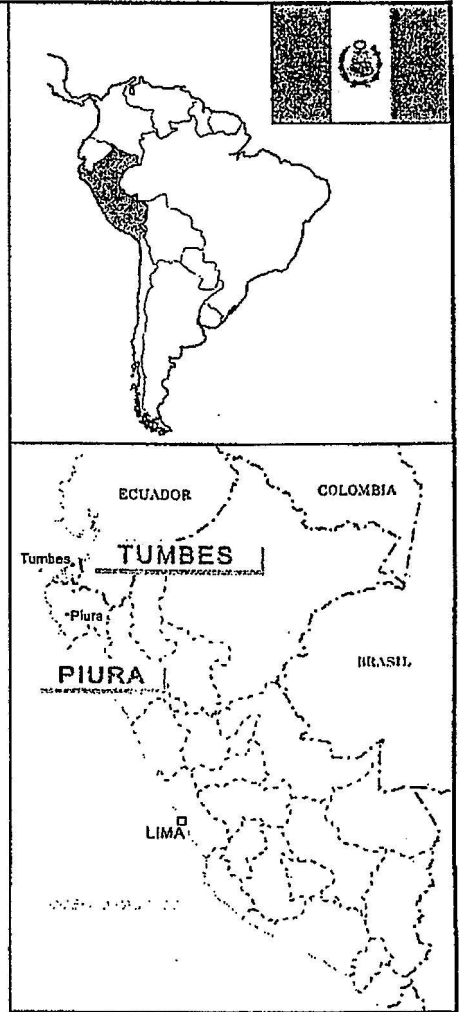 ECUADOR
COLOMBIA
Tumbes
TUMBES
Piura
BRASIL
PIURA
LIMA